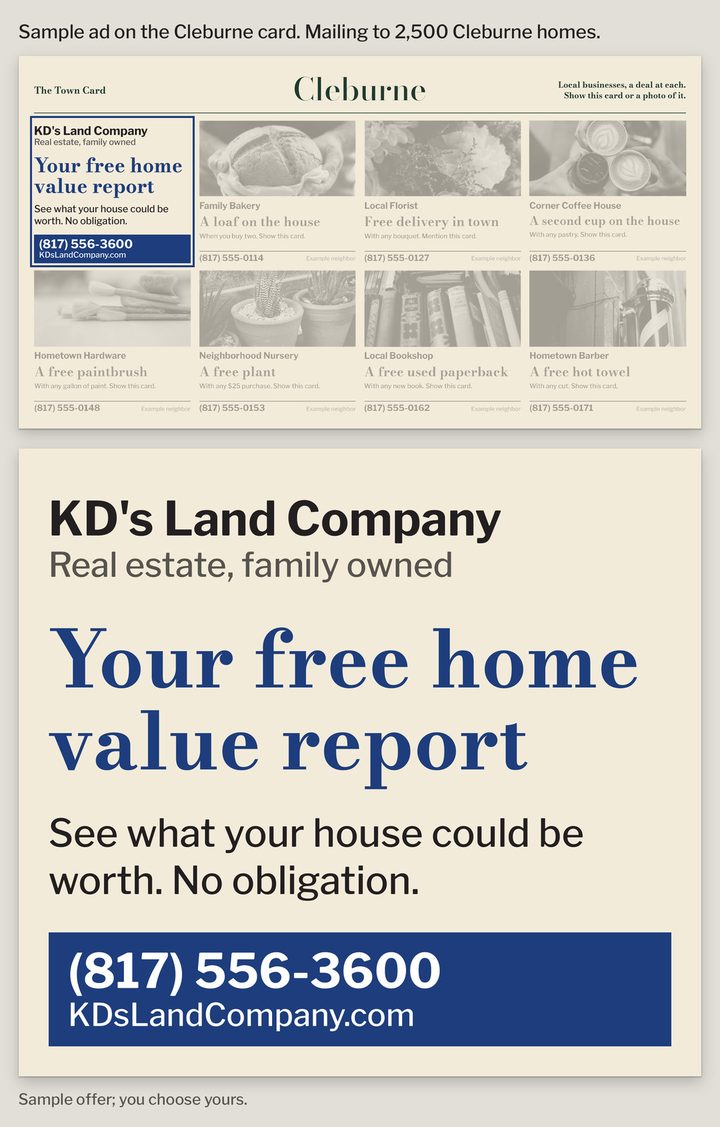 Sample ad on the Cleburne card. Mailing to 2,500 Cleburne homes.
The Town Card
Cleburne
Local businesses, a deal at each.
Show this card or a photo of it.
KD's Land Company
Real estate, family owned
Your free home
value report
See what your house could be
worth. No obligation.
(817) 556-3600
KDsLandCompany.com
Family Bakery
A loaf on the house
When you buy two. Show this card.
(817) 555-0114
Example neighbor
Local Florist
Free delivery in town
With any bouquet. Mention this card.
(817) 555-0127
Example neighbor
Corner Coffee House
A second cup on the house
With any pastry. Show this card.
(817) 555-0136
Example neighbor
Hometown Hardware
A free paintbrush
With any gallon of paint. Show this card.
(817) 555-0148
Example neighbor
Neighborhood Nursery
A free plant
With any $25 purchase. Show this card.
(817) 555-0153
Example neighbor
Local Bookshop
A free used paperback
With any new book. Show this card.
(817) 555-0162
Example neighbor
Hometown Barber
A free hot towel
With any cut. Show this card.
(817) 555-0171
Example neighbor
KD's Land Company
Real estate, family owned
Your free home
value report
See what your house could be
worth. No obligation.
(817) 556-3600
KDsLandCompany.com
Sample offer; you choose yours.